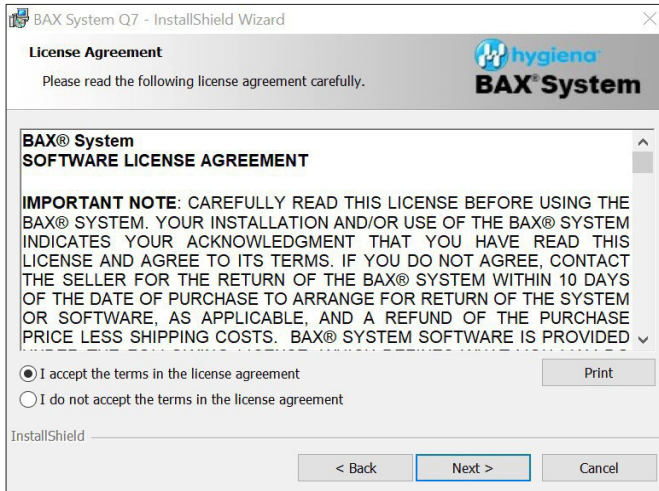 BAX System Q7 - InstallShield Wizard
License Agreement
Please read the following license agreement carefully.
hygiena
BAX®System
BAX® System
SOFTWARE LICENSE AGREEMENT
IMPORTANT NOTE: CAREFULLY READ THIS LICENSE BEFORE USING THE
BAX® SYSTEM. YOUR INSTALLATION AND/OR USE OF THE BAX® SYSTEM
INDICATES YOUR ACKNOWLEDGMENT THAT YOU HAVE READ THIS
LICENSE AND AGREE TO ITS TERMS. IF YOU DO NOT AGREE, CONTACT
THE SELLER FOR THE RETURN OF THE BAX® SYSTEM WITHIN 10 DAYS
OF THE DATE OF PURCHASE TO ARRANGE FOR RETURN OF THE SYSTEM
OR SOFTWARE, AS APPLICABLE, AND A REFUND OF THE PURCHASE
PRICE LESS SHIPPING COSTS. BAX® SYSTEM SOFTWARE IS PROVIDED
I accept the terms in the license agreement
Print
I do not accept the terms in the license agreement
InstallShield
< Back
Next >
Cancel